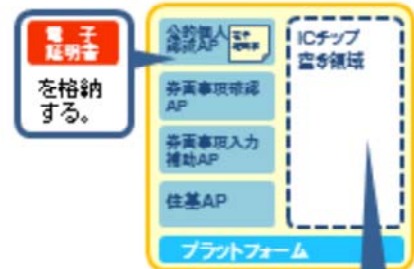 電子
証明書
を格納
する。
公的個人
認証AP
電子
証明書
券面事項確認
AP
券面事項入力
補助AP
住基AP
ICチップ
空き領域
プラットフォーム